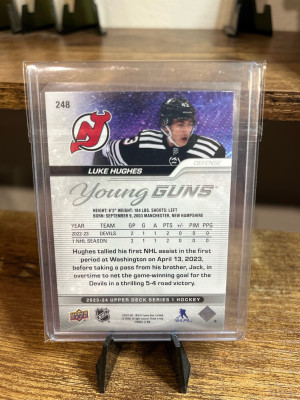 248
LUKE HUGHES
DEFENSE
Young GUNS
HEIGHT: 6'2" WEIGHT: 184 LBS. SHOOTS: LEFT
BORN: SEPTEMBER 9, 2003 MANCHESTER, NEW HAMPSHIRE
YEAR TEAM GP G A PTS +/- PIM PPG
2022-23 DEVILS 2 1 1 2 0 0 0
1 NHL SEASON 2 1 1 2 0 0 0
Hughes tallied his first NHL assist in the first
period at Washington on April 13, 2023,
before taking a pass from his brother, Jack, in
overtime to net the game-winning goal for the
Devils in a thrilling 5-4 road victory.
2023-24 UPPER DECK SERIES 1 HOCKEY